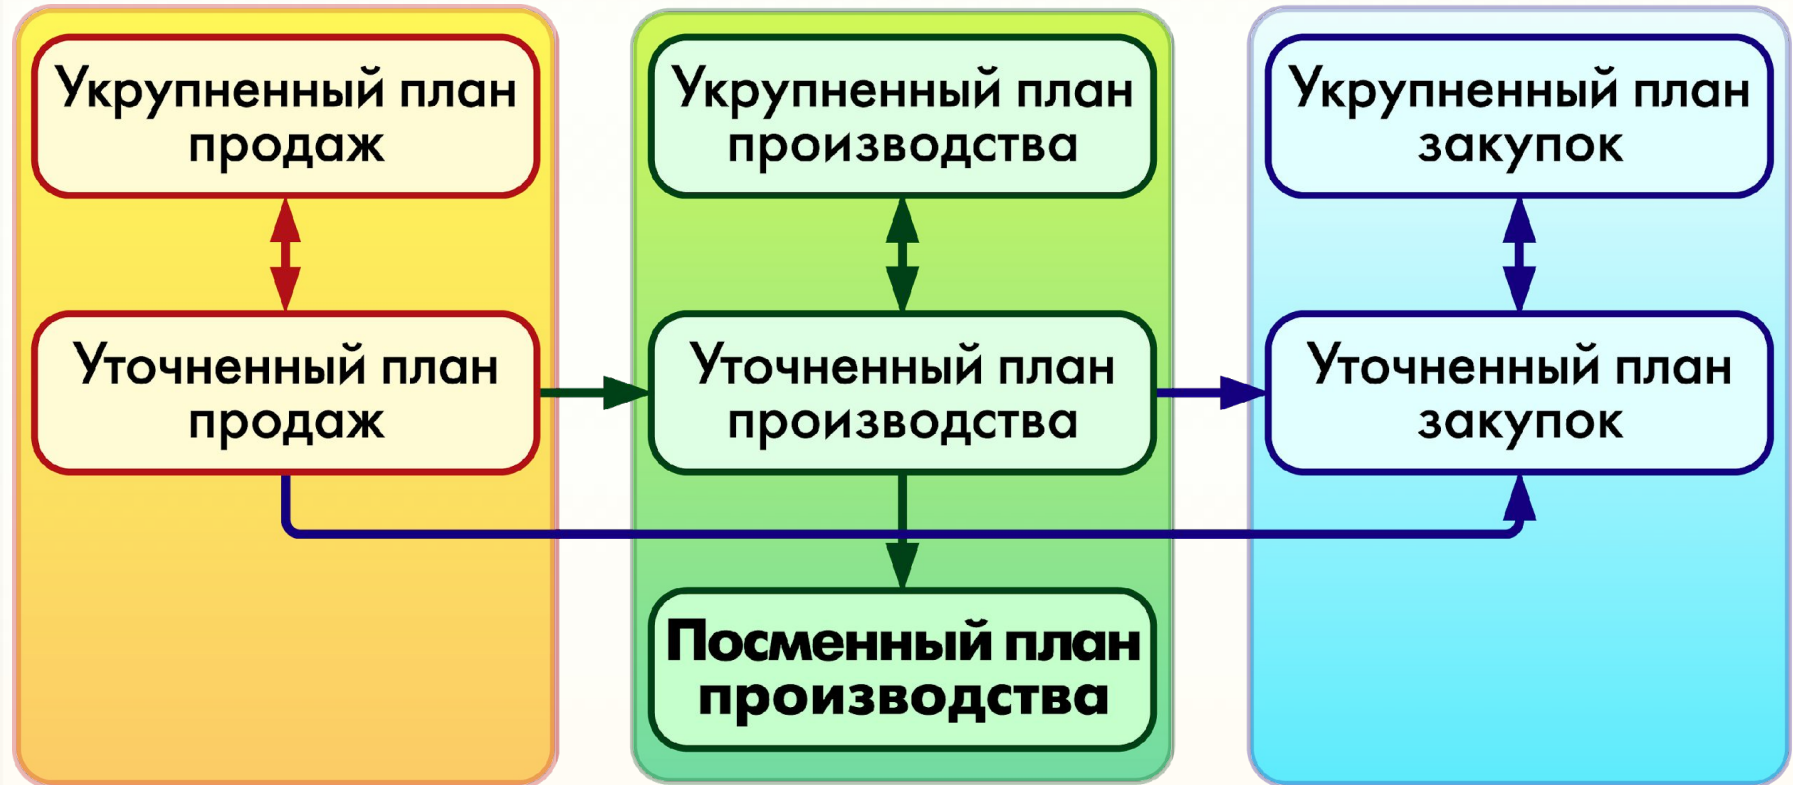 Укрупненный план
продаж
Укрупненный план
производства
Укрупненный план
закупок
Уточненный план
продаж
Уточненный план
производства
Уточненный план
закупок
Посменный план
производства